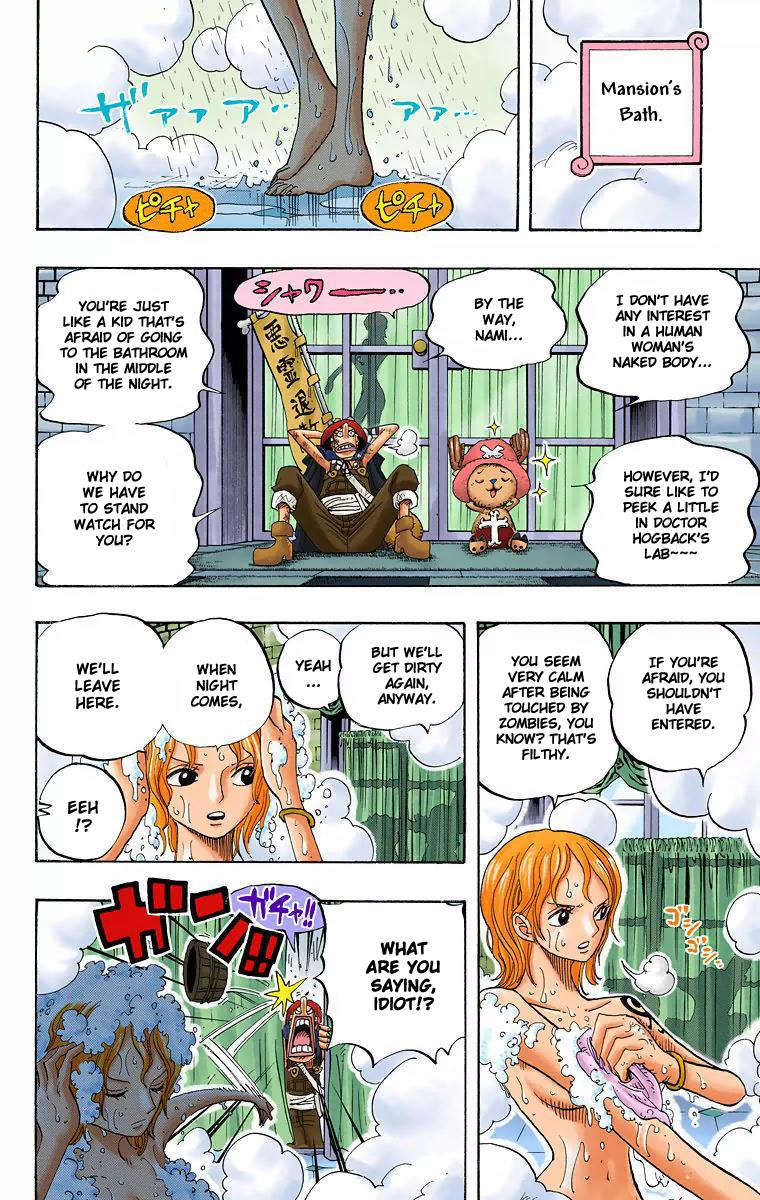 Mansion's
Bath.
ザァァァ‥
アァ...
ピチャ
ピチャ
I DON'T HAVE
ANY INTEREST
IN A HUMAN
WOMAN'S
NAKED BODY...
HOWEVER, I'D
SURE LIKE TO
PEEK A LITTLE
IN DOCTOR
HOGBACK'S
LAB~~~
BY THE
WAY,
NAMI...
シャワー‥
悪霊退散
YOU'RE JUST
LIKE A KID THAT'S
AFRAID OF GOING
TO THE BATHROOM
IN THE MIDDLE
OF THE NIGHT.
WHY DO
WE HAVE
TO STAND
WATCH FOR
YOU?
IF YOU'RE
AFRAID, YOU
SHOULDN'T
HAVE
ENTERED.
YOU SEEM
VERY CALM
AFTER BEING
TOUCHED BY
ZOMBIES, YOU
KNOW? THAT'S
FILTHY.
ゴシゴシ‥
BUT WE'LL
GET DIRTY
AGAIN,
ANYWAY.
YEAH
...
WHEN
NIGHT
COMES,
WE'LL
LEAVE
HERE.
EEH
!?
ガチャ!!
ガーン!!
WHAT
ARE YOU
SAYING,
IDIOT!?